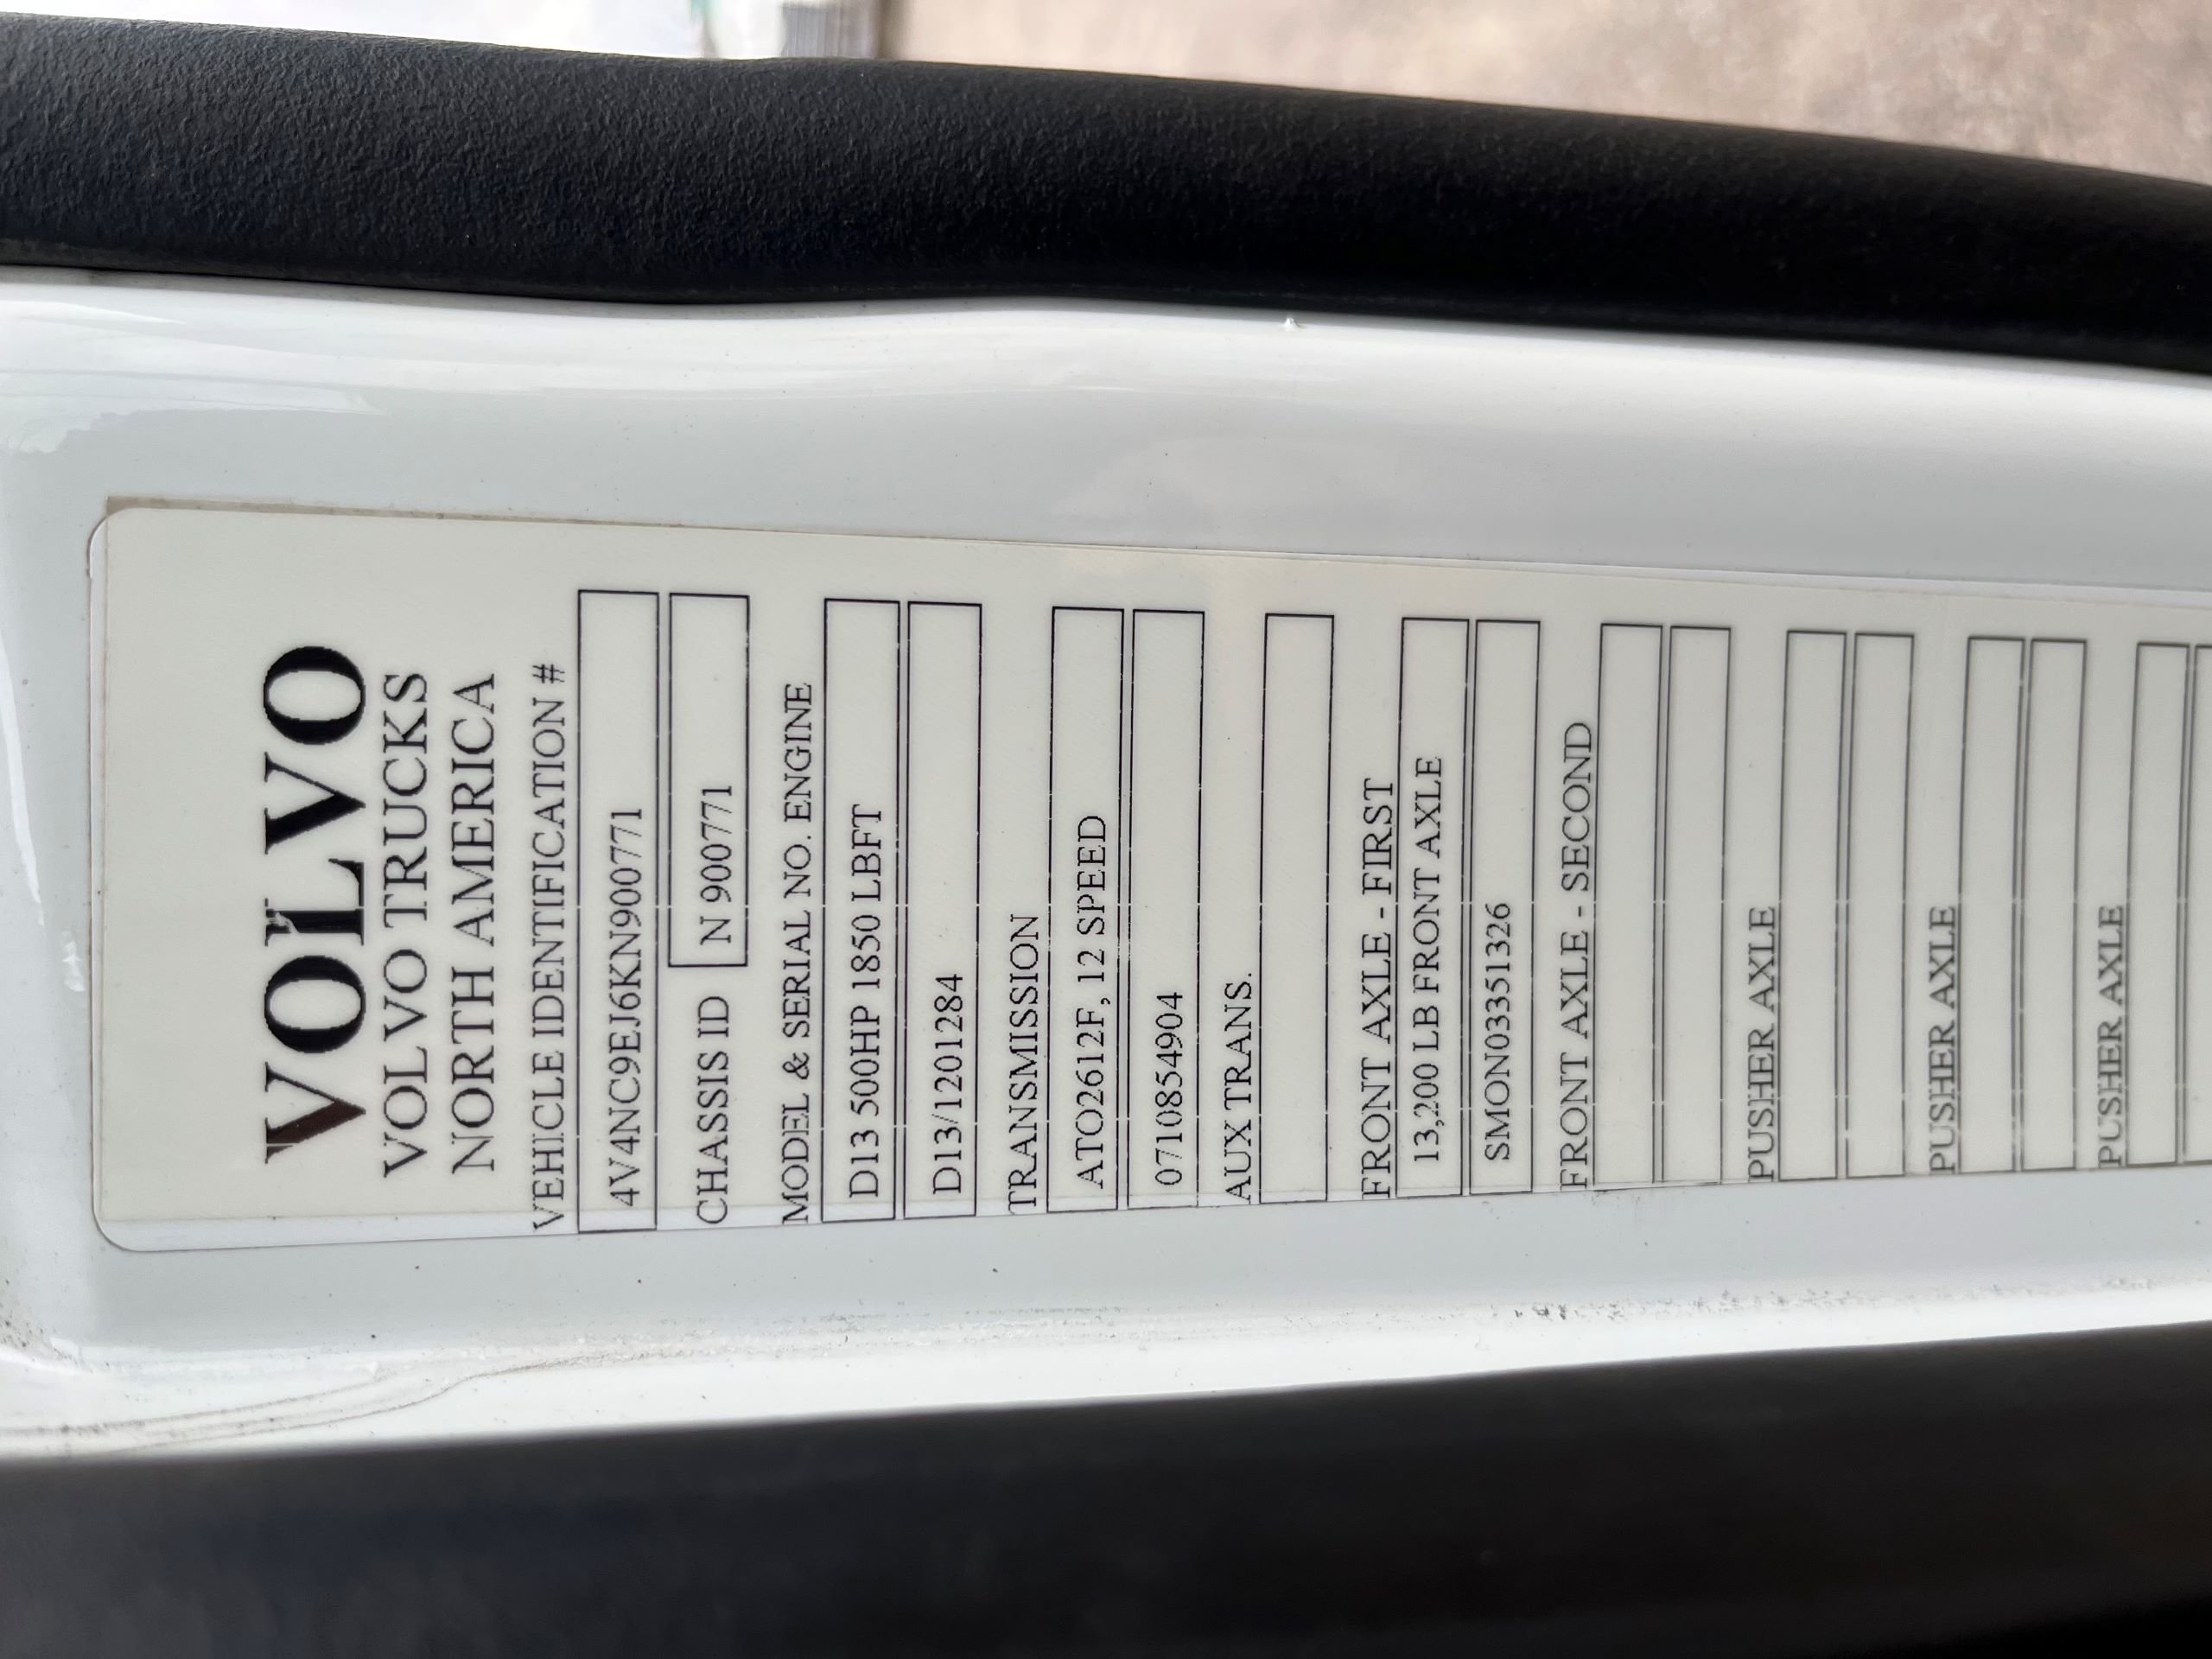 VOLVO
VOLVO TRUCKS
NORTH AMERICA
VEHICLE IDENTIFICATION #
4V4NC9EJ6KN900771
CHASSIS ID N 900771
MODEL & SERIAL NO. ENGINE
D13 500HP 1850 LBFT
D13/1201284
TRANSMISSION
ATO2612F, 12 SPEED
0710854904
AUX TRANS.
FRONT AXLE - FIRST
13,200 LB FRONT AXLE
SMON03351326
FRONT AXLE - SECOND
PUSHER AXLE
PUSHER AXLE
PUSHER AXLE